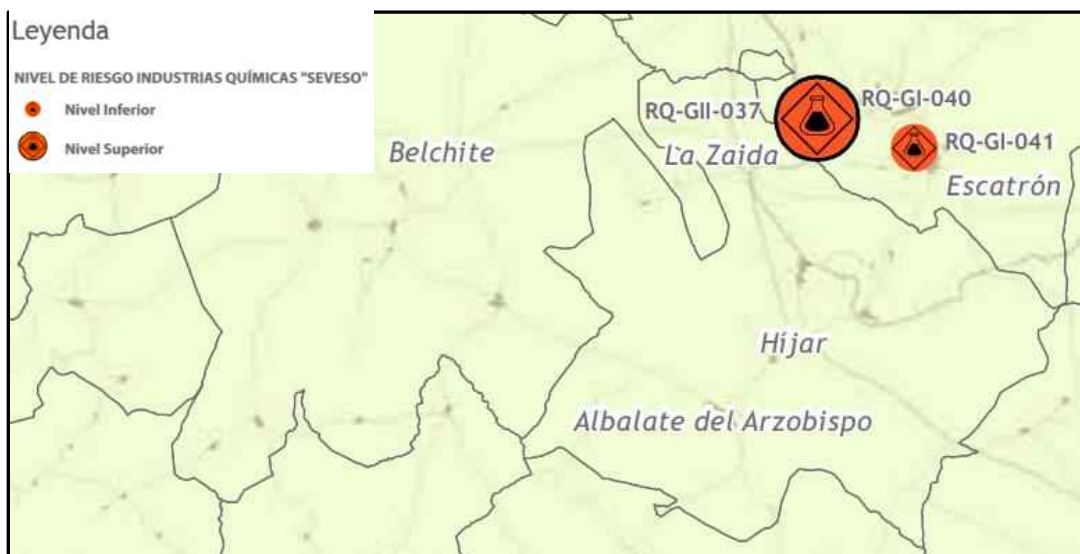 Leyenda
NIVEL DE RIESGO INDUSTRIAS QUÍMICAS "SEVESO"
Nivel Inferior
Nivel Superior
RQ-GII-037
RQ-GI-040
RQ-GI-041
Belchite
La Zaida
Escatrón
Híjar
Albalate del Arzobispo